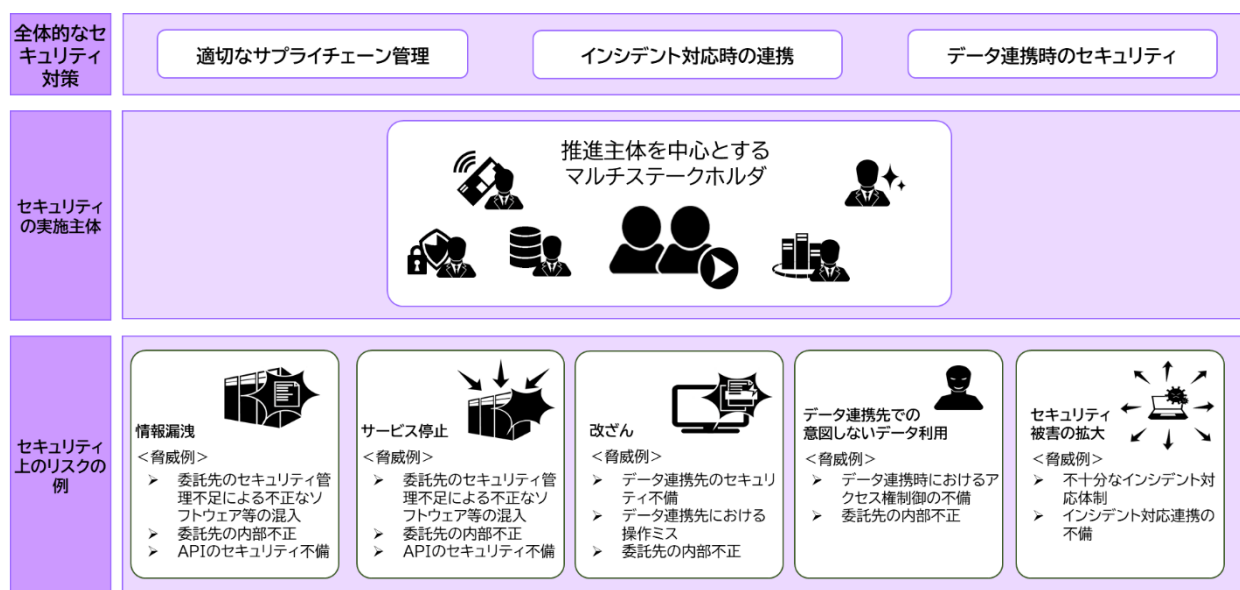 全体的なセ
キュリティ
対策
適切なサプライチェーン管理
インシデント対応時の連携
データ連携時のセキュリティ
セキュリティ
の実施主体
推進主体を中心とする
マルチステークホルダ
セキュリティ
上のリスクの
例
情報漏洩
<脅威例>
➢ 委託先のセキュリティ管
理不足による不正なソ
フトウェア等の混入
➢ 委託先の内部不正
➢ APIのセキュリティ不備
サービス停止
<脅威例>
➢ 委託先のセキュリティ管
理不足による不正なソ
フトウェア等の混入
➢ 委託先の内部不正
➢ APIのセキュリティ不備
改ざん
<脅威例>
➢ データ連携先のセキュリ
ティ不備
➢ データ連携先における
操作ミス
➢ 委託先の内部不正
データ連携先での
意図しないデータ利用
<脅威例>
➢ データ連携時におけるア
クセス権制御の不備
➢ 委託先の内部不正
セキュリティ
被害の拡大
<脅威例>
➢ 不十分なインシデント対
応体制
➢ インシデント対応連携の
不備